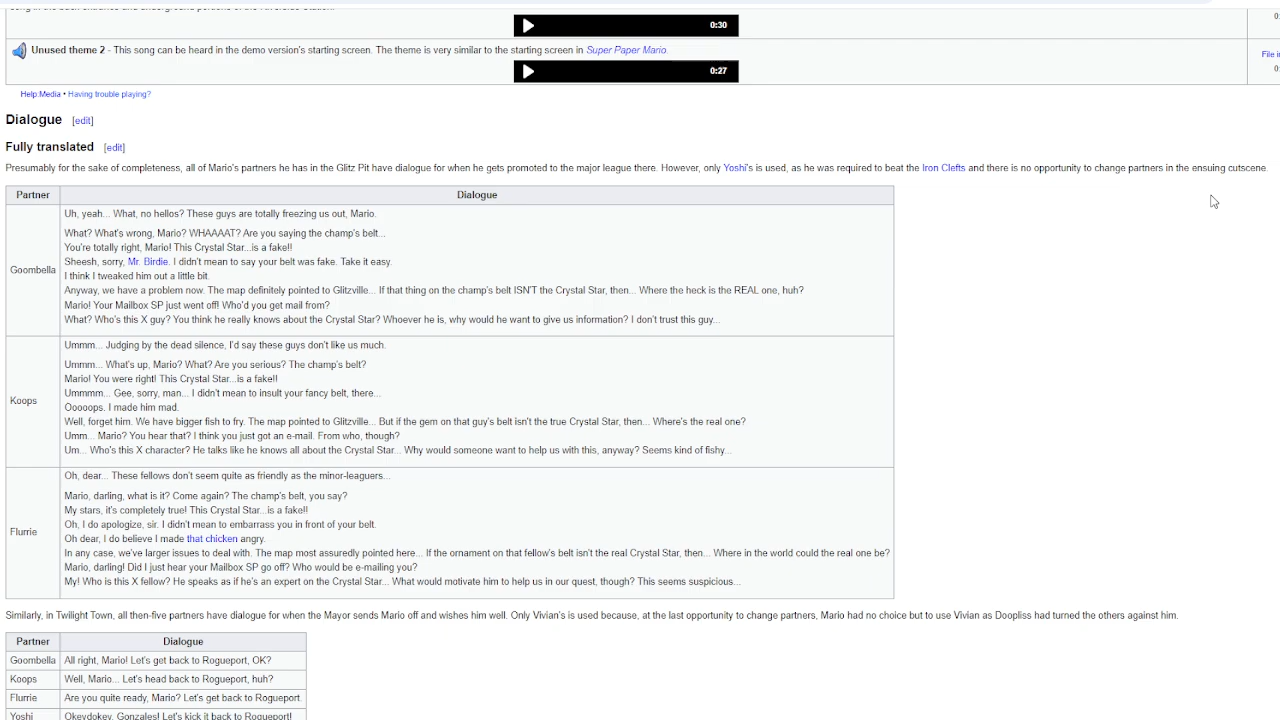 0:30
0:
Unused theme 2 - This song can be heard in the demo version's starting screen. The theme is very similar to the starting screen in Super Paper Mario.
File in
0:27
0:
Help:Media • Having trouble playing?
Dialogue [edit]
Fully translated [edit]
Presumably for the sake of completeness, all of Mario's partners he has in the Glitz Pit have dialogue for when he gets promoted to the major league there. However, only Yoshi's is used, as he was required to beat the Iron Clefts and there is no opportunity to change partners in the ensuing cutscene.
Partner Dialogue
Uh, yeah... What, no hellos? These guys are totally freezing us out, Mario.
What? What's wrong, Mario? WHAAAAT? Are you saying the champ's belt...
You're totally right, Mario! This Crystal Star...is a fake!!
Sheesh, sorry, Mr. Birdie. I didn't mean to say your belt was fake. Take it easy.
Goombella
I think I tweaked him out a little bit.
Anyway, we have a problem now. The map definitely pointed to Glitzville... If that thing on the champ's belt ISN'T the Crystal Star, then... Where the heck is the REAL one, huh?
Mario! Your Mailbox SP just went off! Who'd you get mail from?
What? Who's this X guy? You think he really knows about the Crystal Star? Whoever he is, why would he want to give us information? I don't trust this guy...
Ummm... Judging by the dead silence, I'd say these guys don't like us much.
Ummm... What's up, Mario? What? Are you serious? The champ's belt?
Mario! You were right! This Crystal Star...is a fake!!
Ummmm... Gee, sorry, man... I didn't mean to insult your fancy belt, there...
Koops
Ooooops. I made him mad.
Well, forget him. We have bigger fish to fry. The map pointed to Glitzville... But if the gem on that guy's belt isn't the true Crystal Star, then... Where's the real one?
Umm... Mario? You hear that? I think you just got an e-mail. From who, though?
Um... Who's this X character? He talks like he knows all about the Crystal Star... Why would someone want to help us with this, anyway? Seems kind of fishy...
Oh, dear... These fellows don't seem quite as friendly as the minor-leaguers...
Mario, darling, what is it? Come again? The champ's belt, you say?
My stars, it's completely true! This Crystal Star...is a fake!!
Oh, I do apologize, sir. I didn't mean to embarrass you in front of your belt.
Flurrie
Oh dear, I do believe I made that chicken angry.
In any case, we've larger issues to deal with. The map most assuredly pointed here... If the ornament on that fellow's belt isn't the real Crystal Star, then... Where in the world could the real one be?
Mario, darling! Did I just hear your Mailbox SP go off? Who would be e-mailing you?
My! Who is this X fellow? He speaks as if he's an expert on the Crystal Star... What would motivate him to help us in our quest, though? This seems suspicious...
Similarly, in Twilight Town, all then-five partners have dialogue for when the Mayor sends Mario off and wishes him well. Only Vivian's is used because, at the last opportunity to change partners, Mario had no choice but to use Vivian as Doopliss had turned the others against him.
Partner Dialogue
Goombella All right, Mario! Let's get back to Rogueport, OK?
Koops Well, Mario... Let's head back to Rogueport, huh?
Flurrie Are you quite ready, Mario? Let's get back to Rogueport.
Yoshi Okeydokey, Gonzales! Let's kick it back to Rogueport!